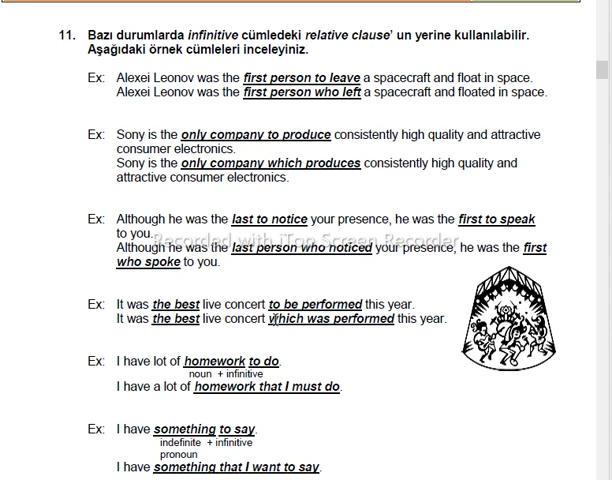 11. Bazı durumlarda infinitive cümledeki relative clause' un yerine kullanılabilir.
Aşağıdaki örnek cümleleri inceleyiniz.
Ex: Alexei Leonov was the first person to leave a spacecraft and float in space.
Alexei Leonov was the first person who left a spacecraft and floated in space.
Ex: Sony is the only company to produce consistently high quality and attractive
consumer electronics.
Sony is the only company which produces consistently high quality and
attractive consumer electronics.
Ex: Although he was the last to notice your presence, he was the first to speak
to you.
Recorded with iTop Screen Recorder
Although he was the last person who noticed your presence, he was the first
who spoke to you.
Ex: It was the best live concert to be performed this year.
It was the best live concert which was performed this year.
Ex: I have lot of homework to do.
noun + infinitive
I have a lot of homework that I must do.
Ex: I have something to say.
indefinite + infinitive
pronoun
I have something that I want to say.